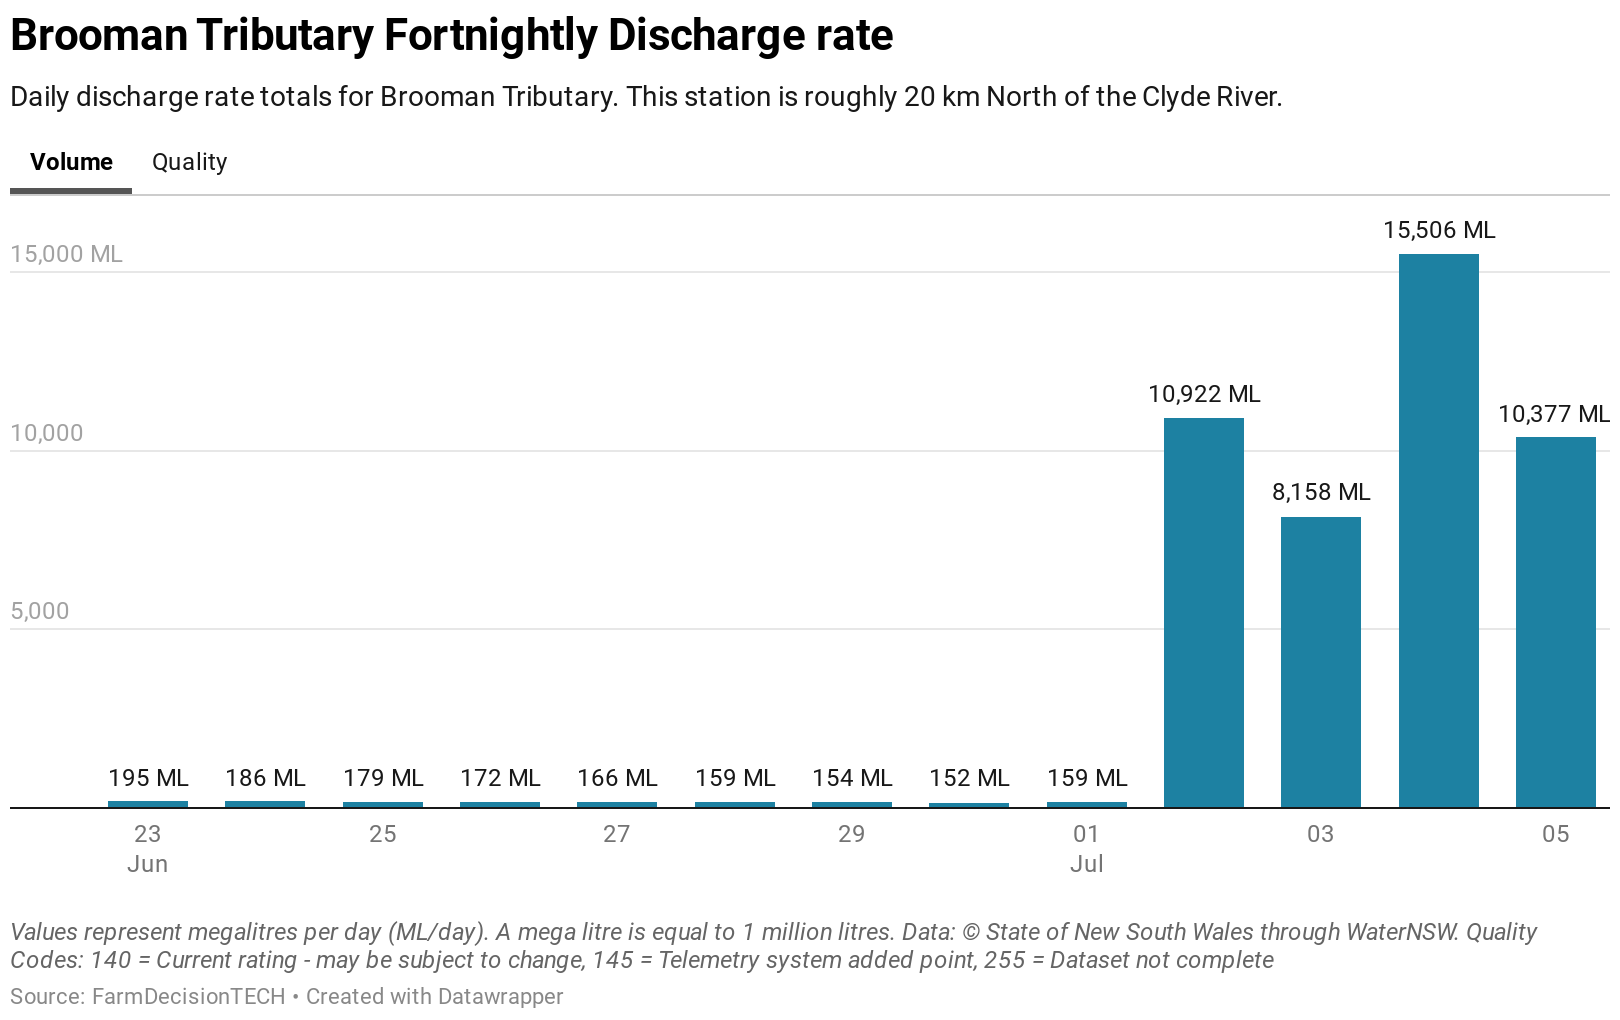 Brooman Tributary Fortnightly Discharge rate
Daily discharge rate totals for Brooman Tributary. This station is roughly 20 km North of the Clyde River.
Volume Quality
15,506 ML
15,000 ML
10,922 ML
10,377 ML
10,000
8,158 ML
5,000
195 ML 186 ML 179 ML 172 ML 166 ML 159 ML 154 ML 152 ML 159 ML
23 25 27 29 01 03 05
Jun Jul
Values represent megalitres per day (ML/day). A mega litre is equal to 1 million litres. Data: © State of New South Wales through WaterNSW. Quality
Codes: 140 = Current rating - may be subject to change, 145 = Telemetry system added point, 255 = Dataset not complete
Source: FarmDecisionTECH • Created with Datawrapper